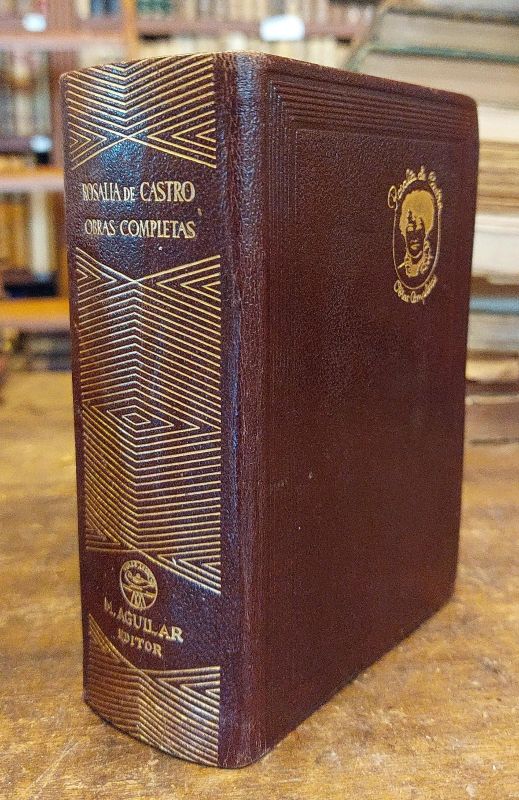 ROSALIA DE CASTRO
OBRAS COMPLETAS
M. AGUILAR
EDITOR
Rosalía de Castro
Obras Completas